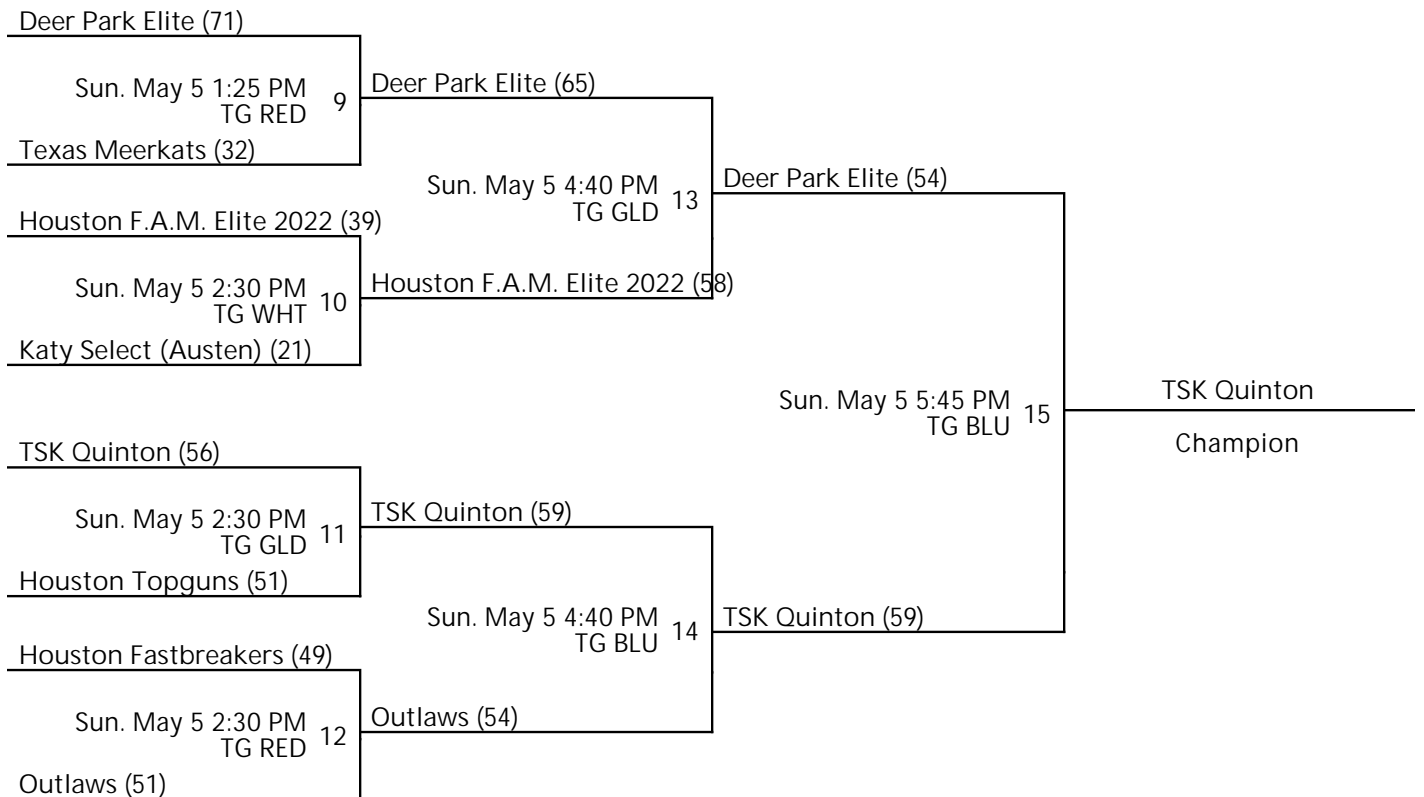 Deer Park Elite (71)
Sun. May 5 1:25 PM
TG RED
9
Texas Meerkats (32)
Houston F.A.M. Elite 2022 (39)
Sun. May 5 2:30 PM
TG WHT
10
Katy Select (Austen) (21)
TSK Quinton (56)
Sun. May 5 2:30 PM
TG GLD
11
Houston Topguns (51)
Houston Fastbreakers (49)
Sun. May 5 2:30 PM
TG RED
12
Outlaws (51)
Deer Park Elite (65)
Sun. May 5 4:40 PM
TG GLD
13
Houston F.A.M. Elite 2022 (58)
TSK Quinton (59)
Sun. May 5 4:40 PM
TG BLU
14
Outlaws (54)
Deer Park Elite (54)
Sun. May 5 5:45 PM
TG BLU
15
TSK Quinton (59)
TSK Quinton
Champion